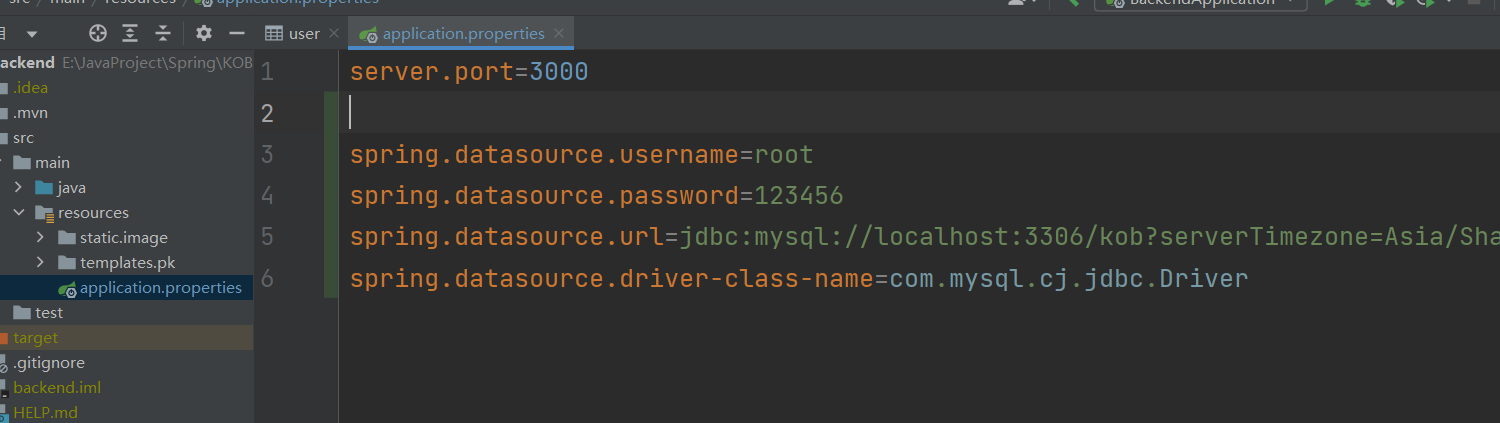 src / main / resources / application.properties
BackendApplication
user
application.properties
backend E:\JavaProject\Spring\KOB
.idea
.mvn
src
main
java
resources
static.image
templates.pk
application.properties
test
target
.gitignore
backend.iml
HELP.md
1 server.port=3000
2
3 spring.datasource.username=root
4 spring.datasource.password=123456
5 spring.datasource.url=jdbc:mysql://localhost:3306/kob?serverTimezone=Asia/Sha
6 spring.datasource.driver-class-name=com.mysql.cj.jdbc.Driver